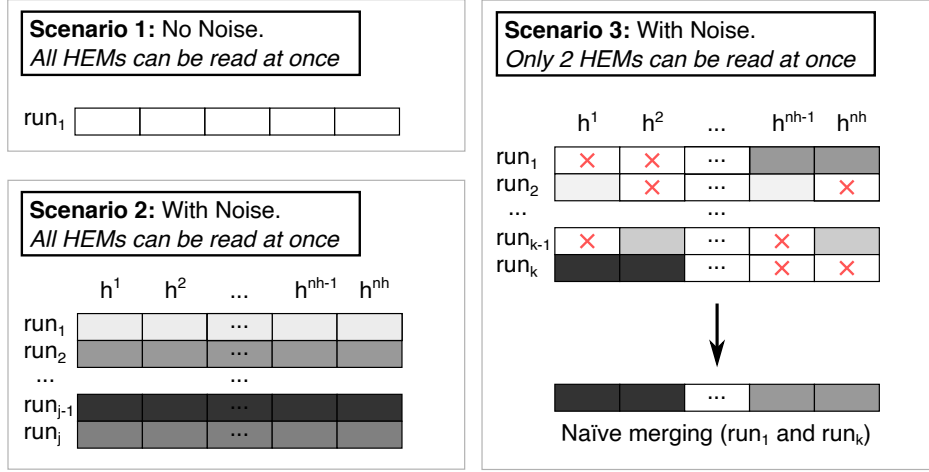 Scenario 1: No Noise.
All HEMs can be read at once
run₁
Scenario 2: With Noise.
All HEMs can be read at once
h¹ h² ... hⁿʰ⁻¹ hⁿʰ
run₁ ...
run₂ ...
... ...
runⱼ₋₁ ...
runⱼ ...
Scenario 3: With Noise.
Only 2 HEMs can be read at once
h¹ h² ... hⁿʰ⁻¹ hⁿʰ
run₁ ...
run₂ ...
... ...
runₖ₋₁ ...
runₖ ...
...
Naïve merging (run₁ and runₖ)